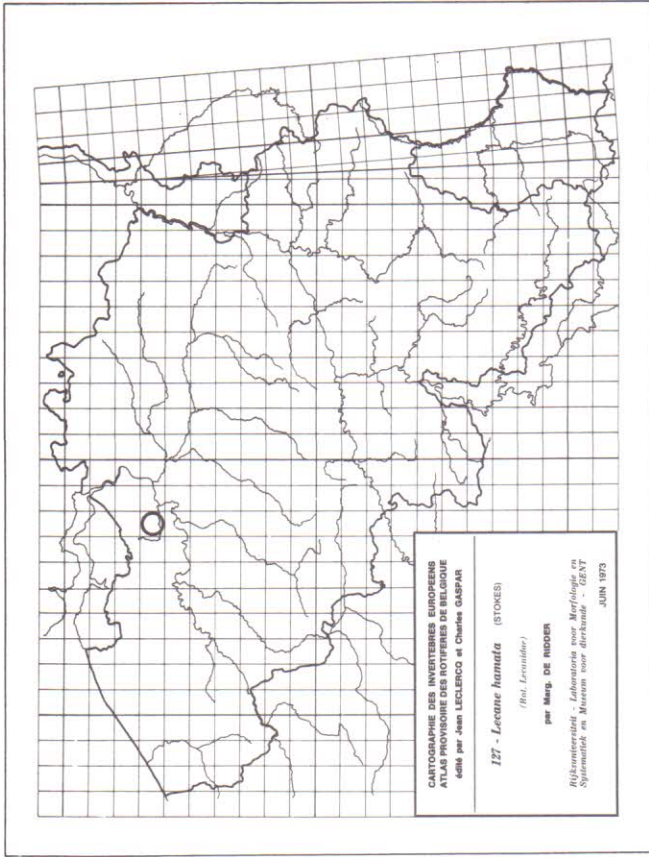 CARTOGRAPHIE DES INVERTEBRES EUROPEENS
ATLAS PROVISOIRE DES ROTIFERES DE BELGIQUE
édité par Jean LECLERCQ et Charles GASPAR
127 - Lecane hamata (STOKES)
(Rot. Lecanidae)
par Marg. DE RIDDER
Rijksuniversiteit - Laboratoria voor Morfologie en
Systematiek en Museum voor dierkunde - GENT
JUIN 1973